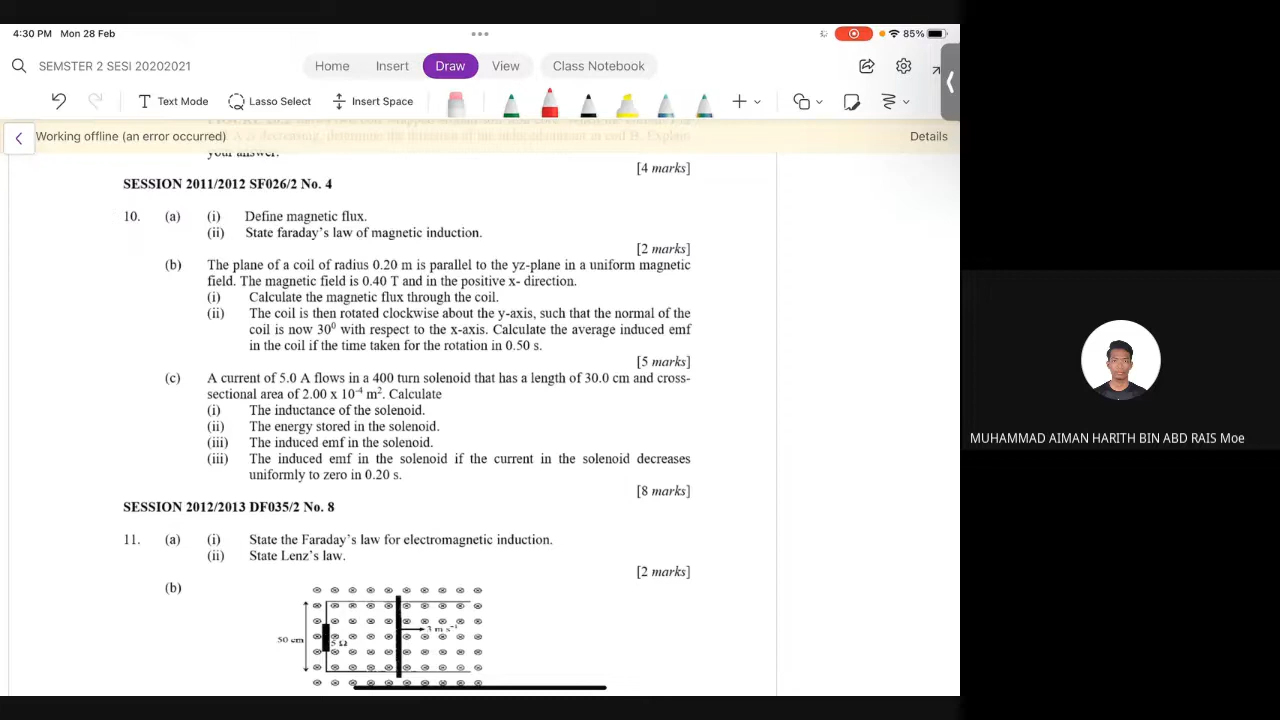 4:30 PM Mon 28 Feb
85%
SEMSTER 2 SESI 20202021
Home Insert Draw View Class Notebook
Text Mode Lasso Select Insert Space
Working offline (an error occurred) Details
your answer.
[4 marks]
SESSION 2011/2012 SF026/2 No. 4
10. (a) (i) Define magnetic flux.
(ii) State faraday's law of magnetic induction.
[2 marks]
(b) The plane of a coil of radius 0.20 m is parallel to the yz-plane in a uniform magnetic
field. The magnetic field is 0.40 T and in the positive x- direction.
(i) Calculate the magnetic flux through the coil.
(ii) The coil is then rotated clockwise about the y-axis, such that the normal of the
coil is now 30⁰ with respect to the x-axis. Calculate the average induced emf
in the coil if the time taken for the rotation in 0.50 s.
[5 marks]
(c) A current of 5.0 A flows in a 400 turn solenoid that has a length of 30.0 cm and cross-
sectional area of 2.00 x 10⁻⁴ m². Calculate
(i) The inductance of the solenoid.
(ii) The energy stored in the solenoid.
(iii) The induced emf in the solenoid.
(iii) The induced emf in the solenoid if the current in the solenoid decreases
uniformly to zero in 0.20 s.
[8 marks]
SESSION 2012/2013 DF035/2 No. 8
11. (a) (i) State the Faraday's law for electromagnetic induction.
(ii) State Lenz's law.
[2 marks]
(b)
3 m s⁻¹
50 cm
5 Ω
MUHAMMAD AIMAN HARITH BIN ABD RAIS Moe